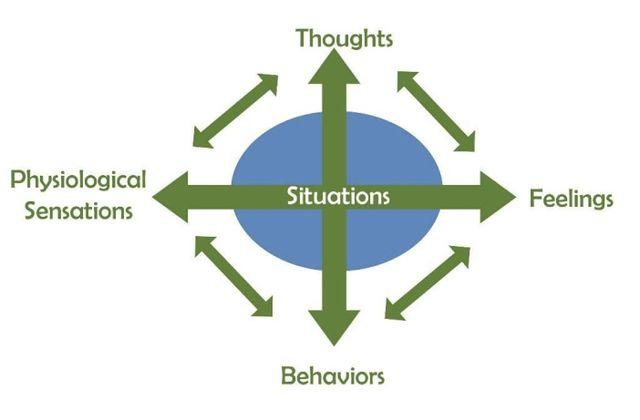 Thoughts
Physiological
Sensations
Situations
Feelings
Behaviors